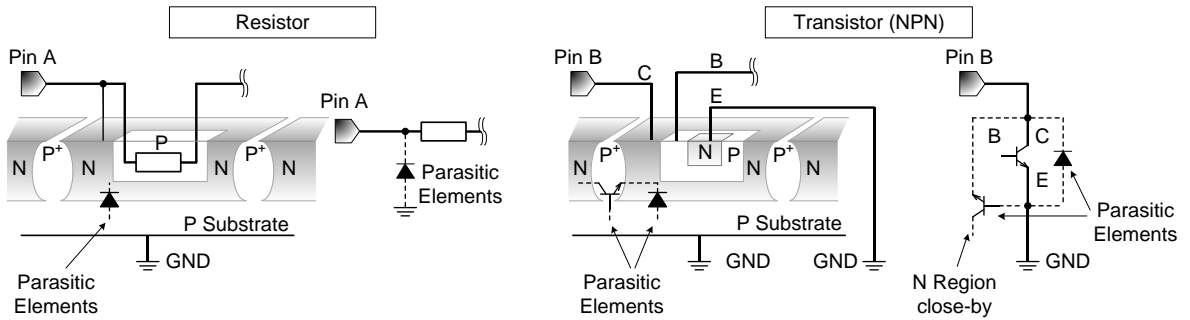 Resistor
Transistor (NPN)
Pin A
Pin A
P
N
P+
N
N
P+
N
Parasitic
Elements
P Substrate
GND
Parasitic
Elements
Pin B
C
B
E
N
P+
N
P
P+
N
N
P Substrate
GND
GND
Parasitic
Elements
Pin B
B
C
E
Parasitic
Elements
GND
N Region
close-by